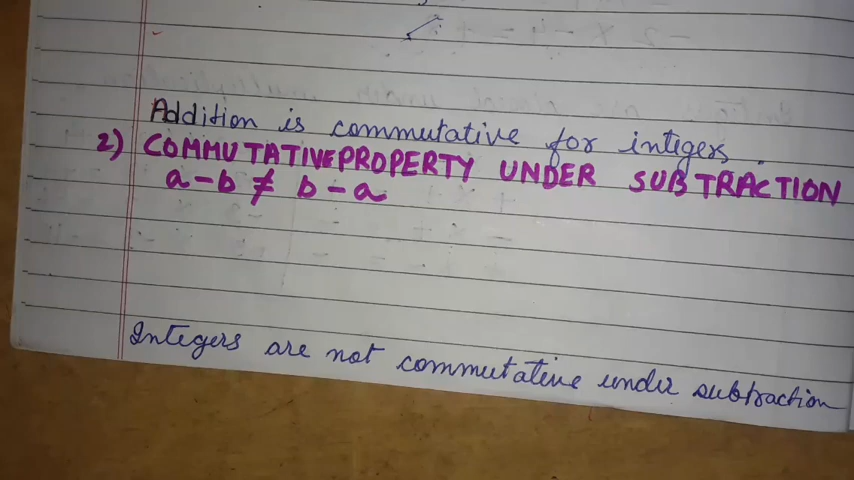 Addition is commutative for integers.
2) COMMUTATIVE PROPERTY UNDER SUBTRACTION
a - b ≠ b - a
Integers are not commutative under subtraction